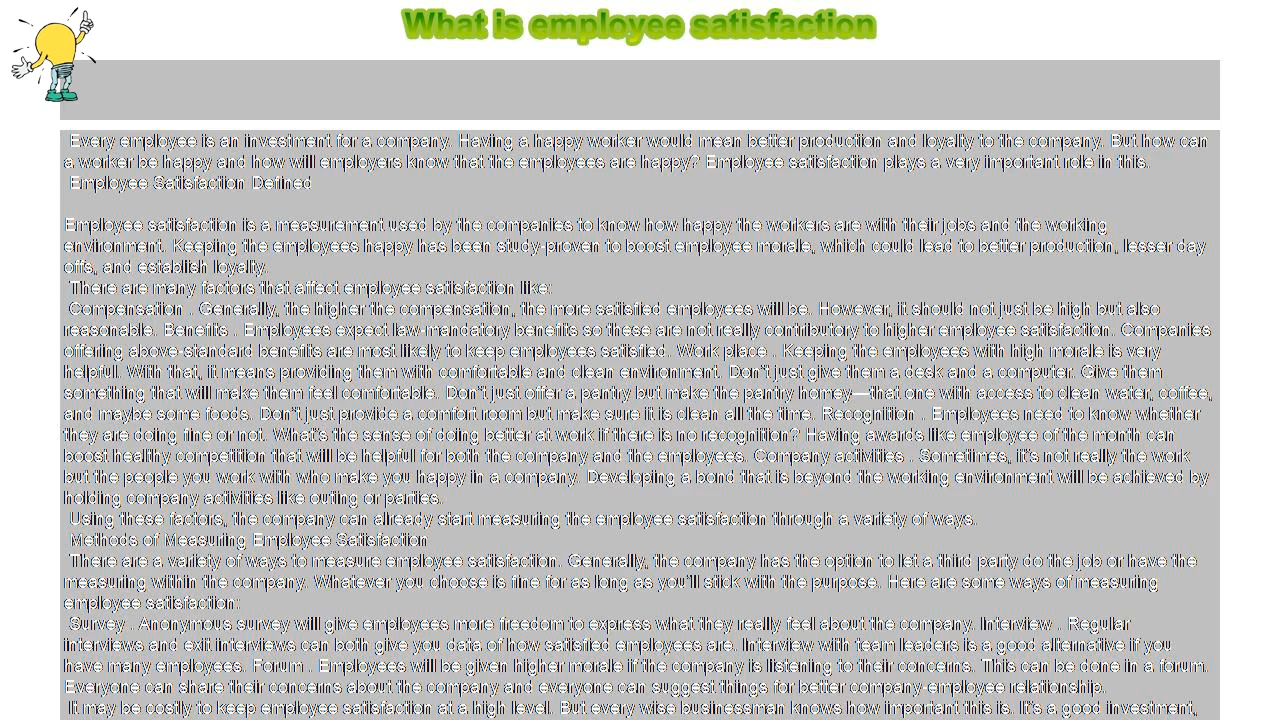 What is employee satisfaction
Every employee is an investment for a company. Having a happy worker would mean better production and loyalty to the company. But how can
a worker be happy and how will employers know that the employees are happy? Employee satisfaction plays a very important role in this.
Employee Satisfaction Defined
Employee satisfaction is a measurement used by the companies to know how happy the workers are with their jobs and the working
environment. Keeping the employees happy has been study-proven to boost employee morale, which could lead to better production, lesser day
offs, and establish loyalty.
There are many factors that affect employee satisfaction like:
Compensation . Generally, the higher the compensation, the more satisfied employees will be. However, it should not just be high but also
reasonable. Benefits . Employees expect law-mandatory benefits so these are not really contributory to higher employee satisfaction. Companies
offering above-standard benefits are most likely to keep employees satisfied. Work place . Keeping the employees with high morale is very
helpful. With that, it means providing them with comfortable and clean environment. Don't just give them a desk and a computer. Give them
something that will make them feel comfortable. Don't just offer a pantry but make the pantry homey—that one with access to clean water, coffee,
and maybe some foods. Don't just provide a comfort room but make sure it is clean all the time. Recognition . Employees need to know whether
they are doing fine or not. What's the sense of doing better at work if there is no recognition? Having awards like employee of the month can
boost healthy competition that will be helpful for both the company and the employees. Company activities . Sometimes, it's not really the work
but the people you work with who make you happy in a company. Developing a bond that is beyond the working environment will be achieved by
holding company activities like outing or parties.
Using these factors, the company can already start measuring the employee satisfaction through a variety of ways.
Methods of Measuring Employee Satisfaction
There are a variety of ways to measure employee satisfaction. Generally, the company has the option to let a third party do the job or have the
measuring within the company. Whatever you choose is fine for as long as you'll stick with the purpose. Here are some ways of measuring
employee satisfaction:
Survey . Anonymous survey will give employees more freedom to express what they really feel about the company. Interview . Regular
interviews and exit interviews can both give you data of how satisfied employees are. Interview with team leaders is a good alternative if you
have many employees. Forum . Employees will be given higher morale if the company is listening to their concerns. This can be done in a forum.
Everyone can share their concerns about the company and everyone can suggest things for better company-employee relationship.
It may be costly to keep employee satisfaction at a high level. But every wise businessman knows how important this is. It's a good investment,